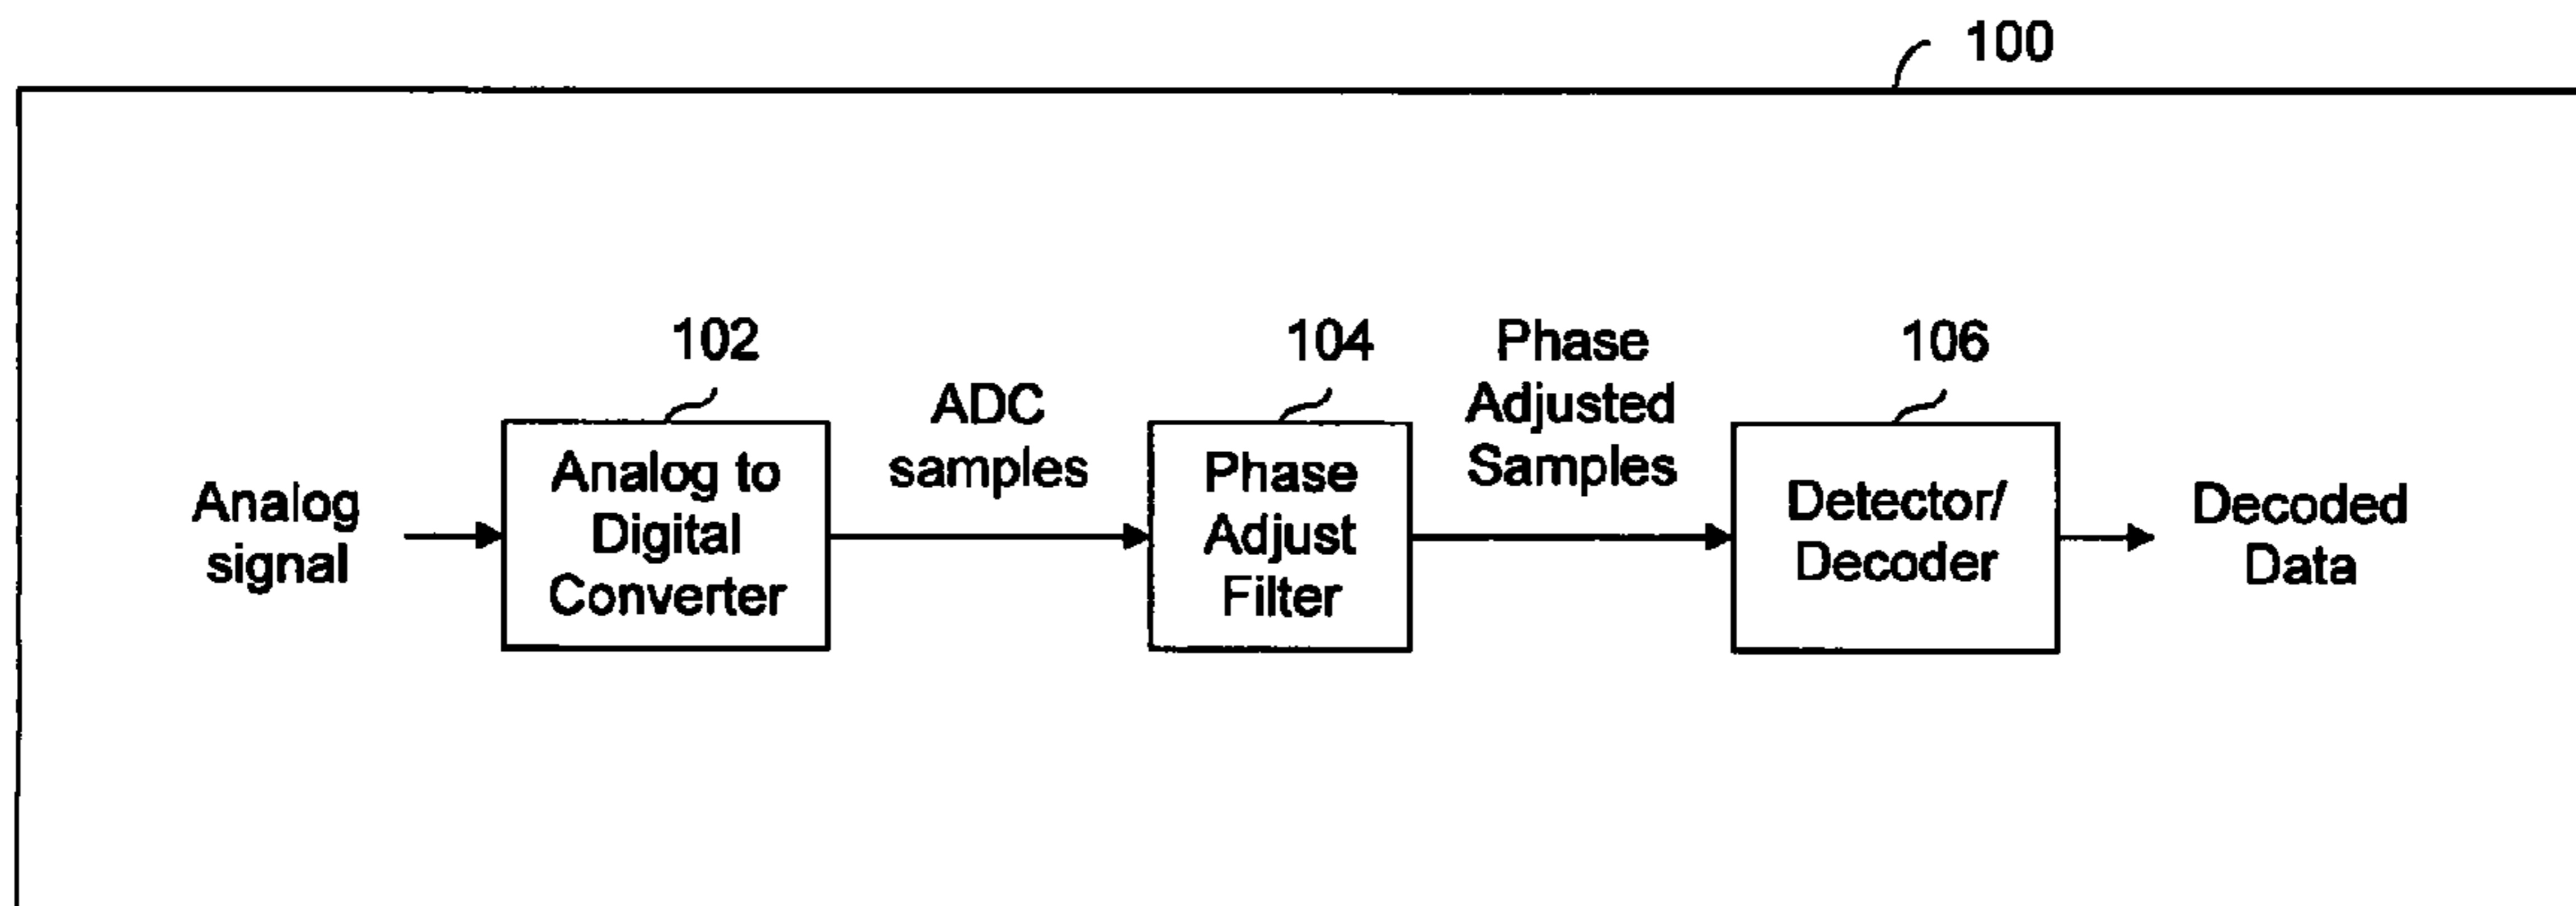 100
102
104
106
Analog
signal
Analog to
Digital
Converter
ADC
samples
Phase
Adjust
Filter
Phase
Adjusted
Samples
Detector/
Decoder
Decoded
Data